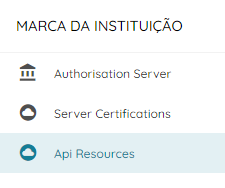 MARCA DA INSTITUIÇÃO
Authorisation Server
Server Certifications
Api Resources